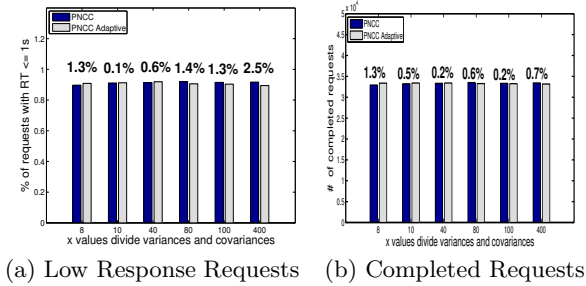 PNCC
PNCC Adaptive
1.3% 0.1% 0.6% 1.4% 1.3% 2.5%
% of requests with RT <= 1s
0 0.2 0.4 0.6 0.8 1 1.2
8 10 40 80 100 400
x values divide variances and covariances
(a) Low Response Requests
x 10^4
PNCC
PNCC Adaptive
1.3% 0.5% 0.2% 0.6% 0.2% 0.7%
# of completed requests
0 0.5 1 1.5 2 2.5 3 3.5 4 4.5 5
8 10 40 80 100 400
x values divide variances and covariances
(b) Completed Requests